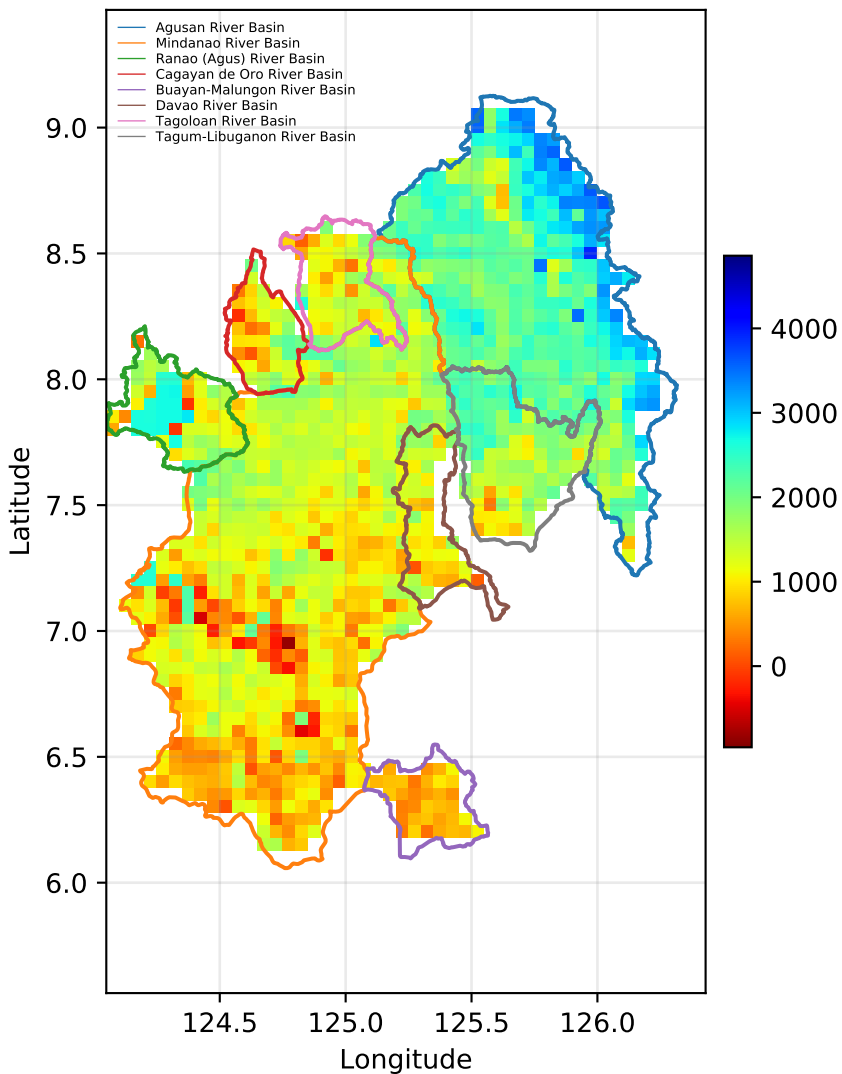 Agusan River Basin
Mindanao River Basin
Ranao (Agus) River Basin
Cagayan de Oro River Basin
Buayan-Malungon River Basin
Davao River Basin
Tagoloan River Basin
Tagum-Libuganon River Basin
9.0
8.5
8.0
7.5
7.0
6.5
6.0
Latitude
124.5 125.0 125.5 126.0
Longitude
4000
3000
2000
1000
0